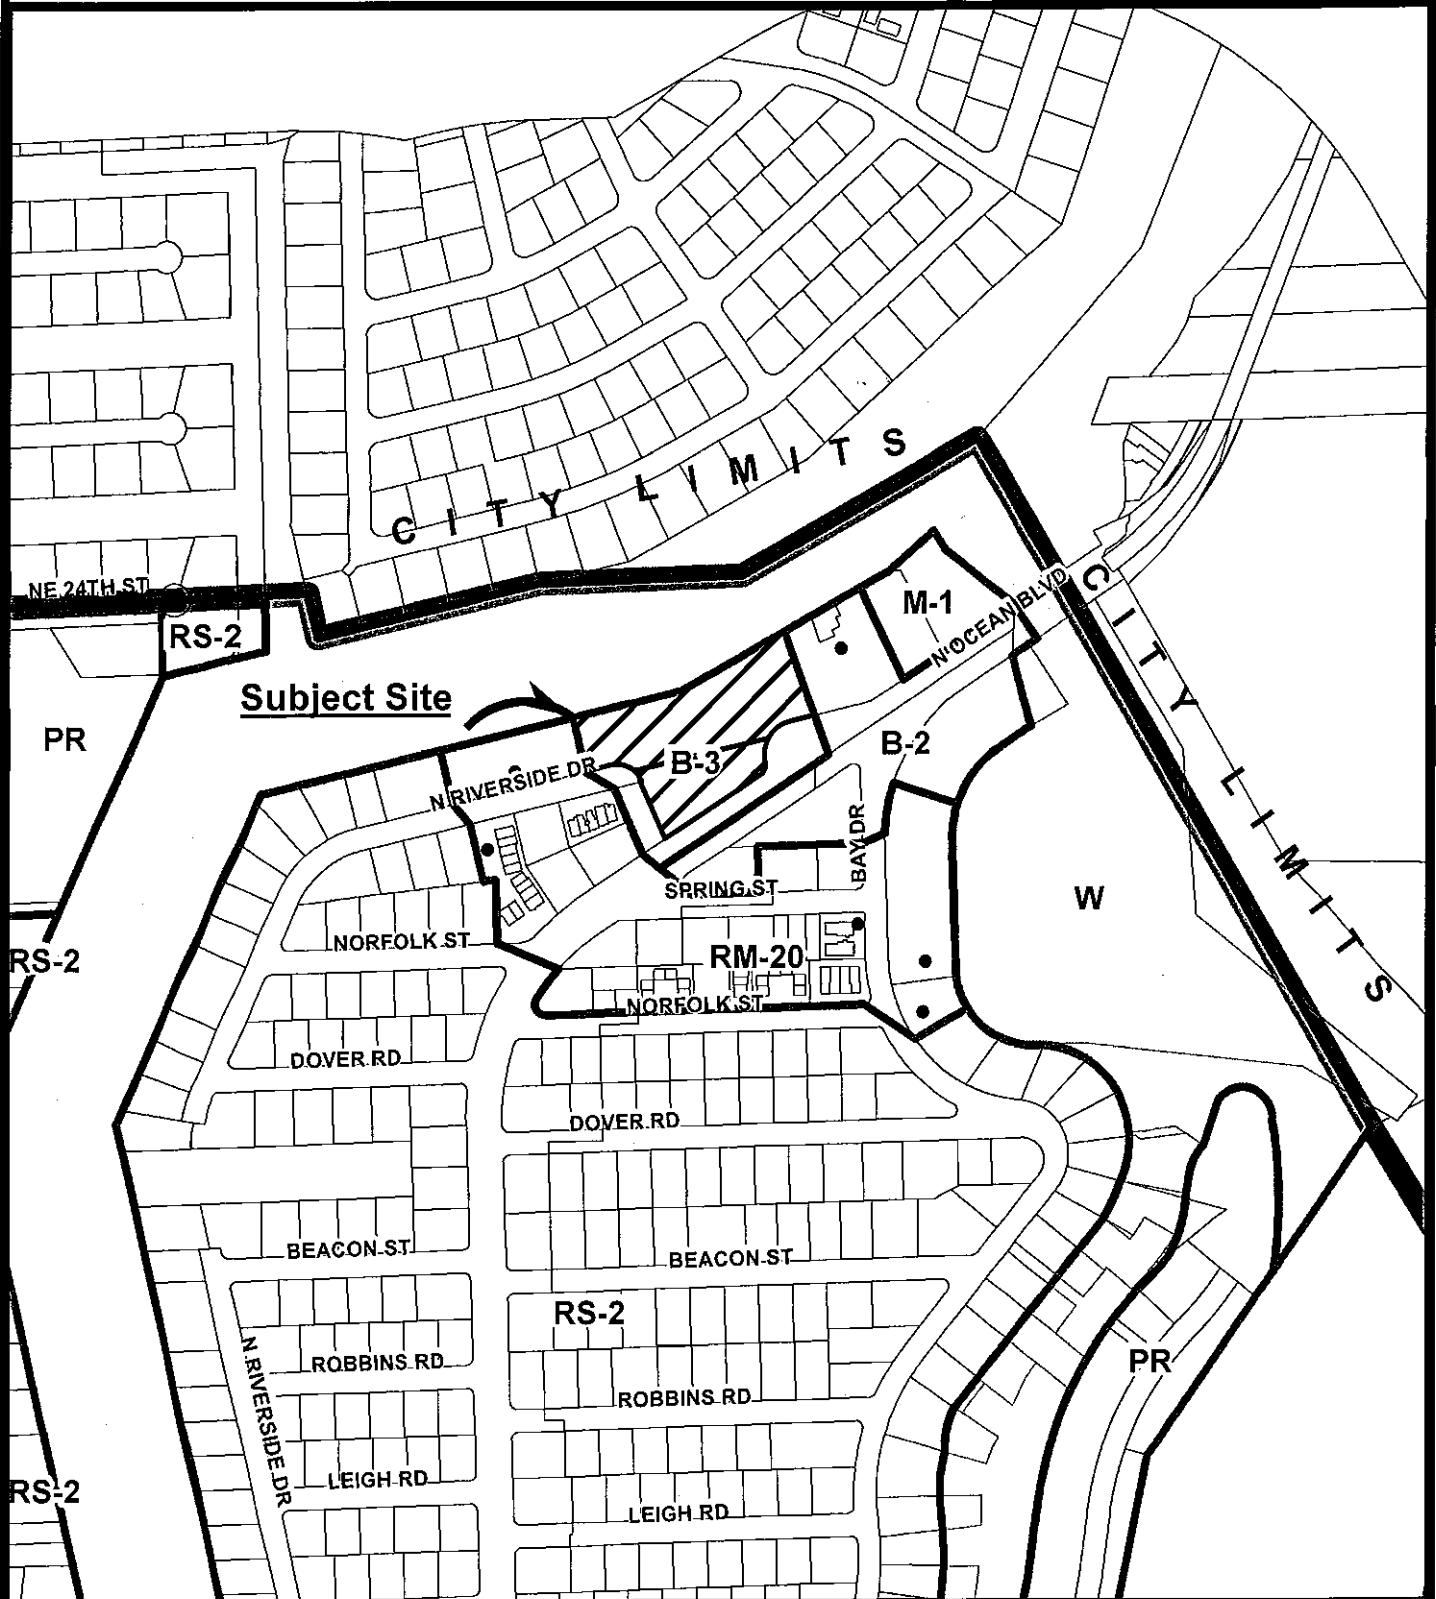 CITY LIMITS
NE 24TH ST
RS-2
M-1
N OCEAN BLVD
CITY LIMITS
Subject Site
PR
B-2
B-3
N RIVERSIDE DR
BAY DR
SPRING ST
W
NORFOLK ST
RM-20
RS-2
NORFOLK ST
DOVER RD
DOVER RD
BEACON ST
BEACON ST
RS-2
N RIVERSIDE DR
ROBBINS RD
PR
ROBBINS RD
LEIGH RD
RS-2
LEIGH RD